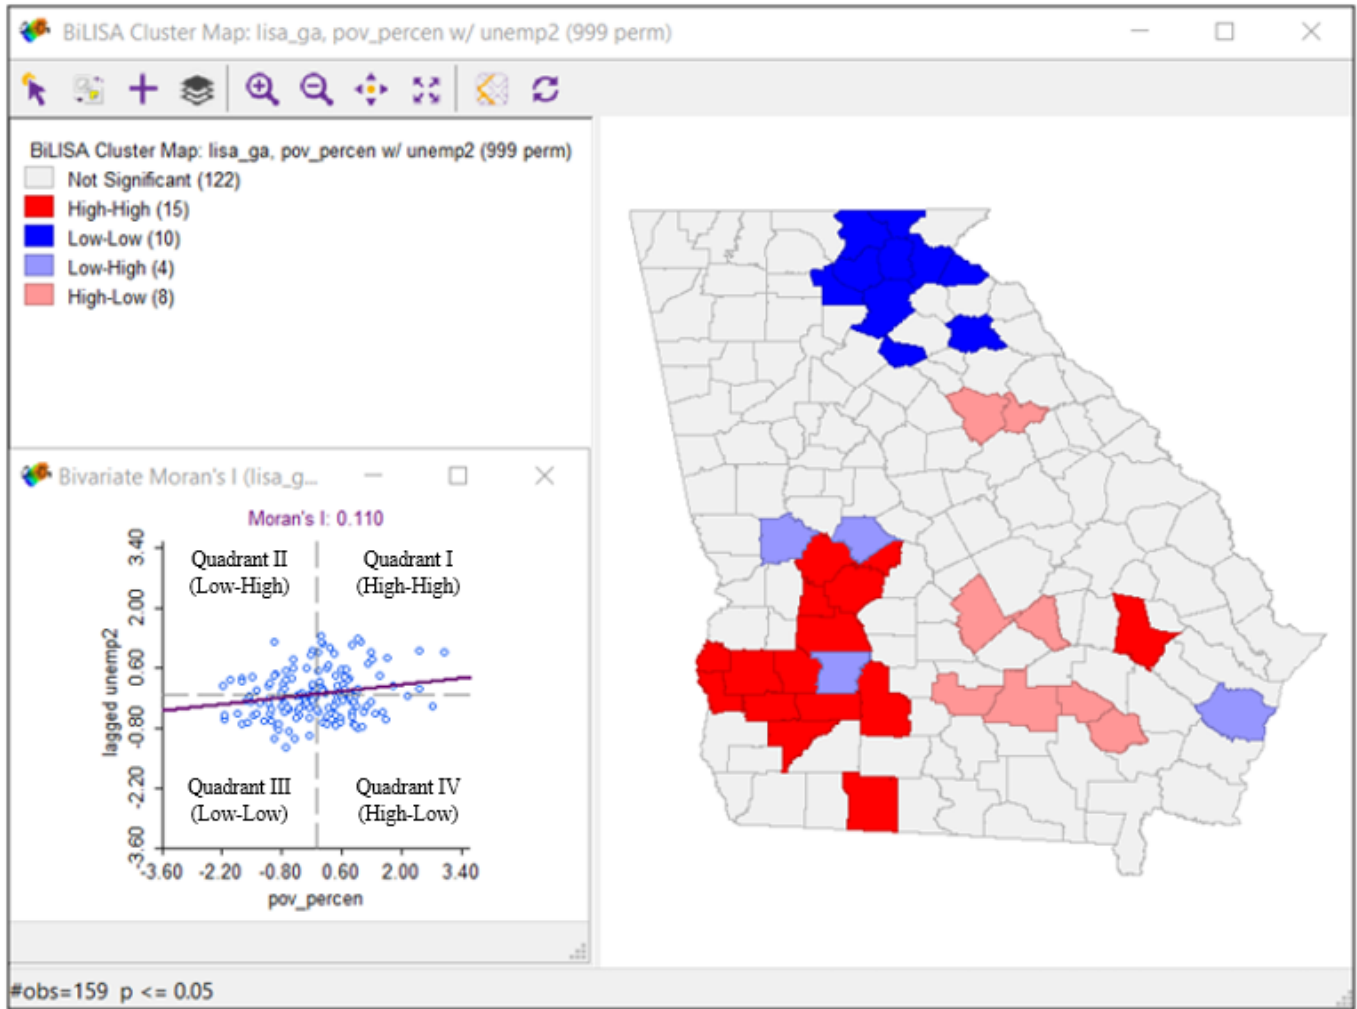 BiLISA Cluster Map: lisa_ga, pov_percen w/ unemp2 (999 perm)
BiLISA Cluster Map: lisa_ga, pov_percen w/ unemp2 (999 perm)
Not Significant (122)
High-High (15)
Low-Low (10)
Low-High (4)
High-Low (8)
Bivariate Moran's I (lisa_g...
Moran's I: 0.110
Quadrant II
(Low-High)
Quadrant I
(High-High)
Quadrant III
(Low-Low)
Quadrant IV
(High-Low)
lagged unemp2
3.40
2.00
0.60
-0.80
-2.20
-3.60
-3.60 -2.20 -0.80 0.60 2.00 3.40
pov_percen
#obs=159 p <= 0.05